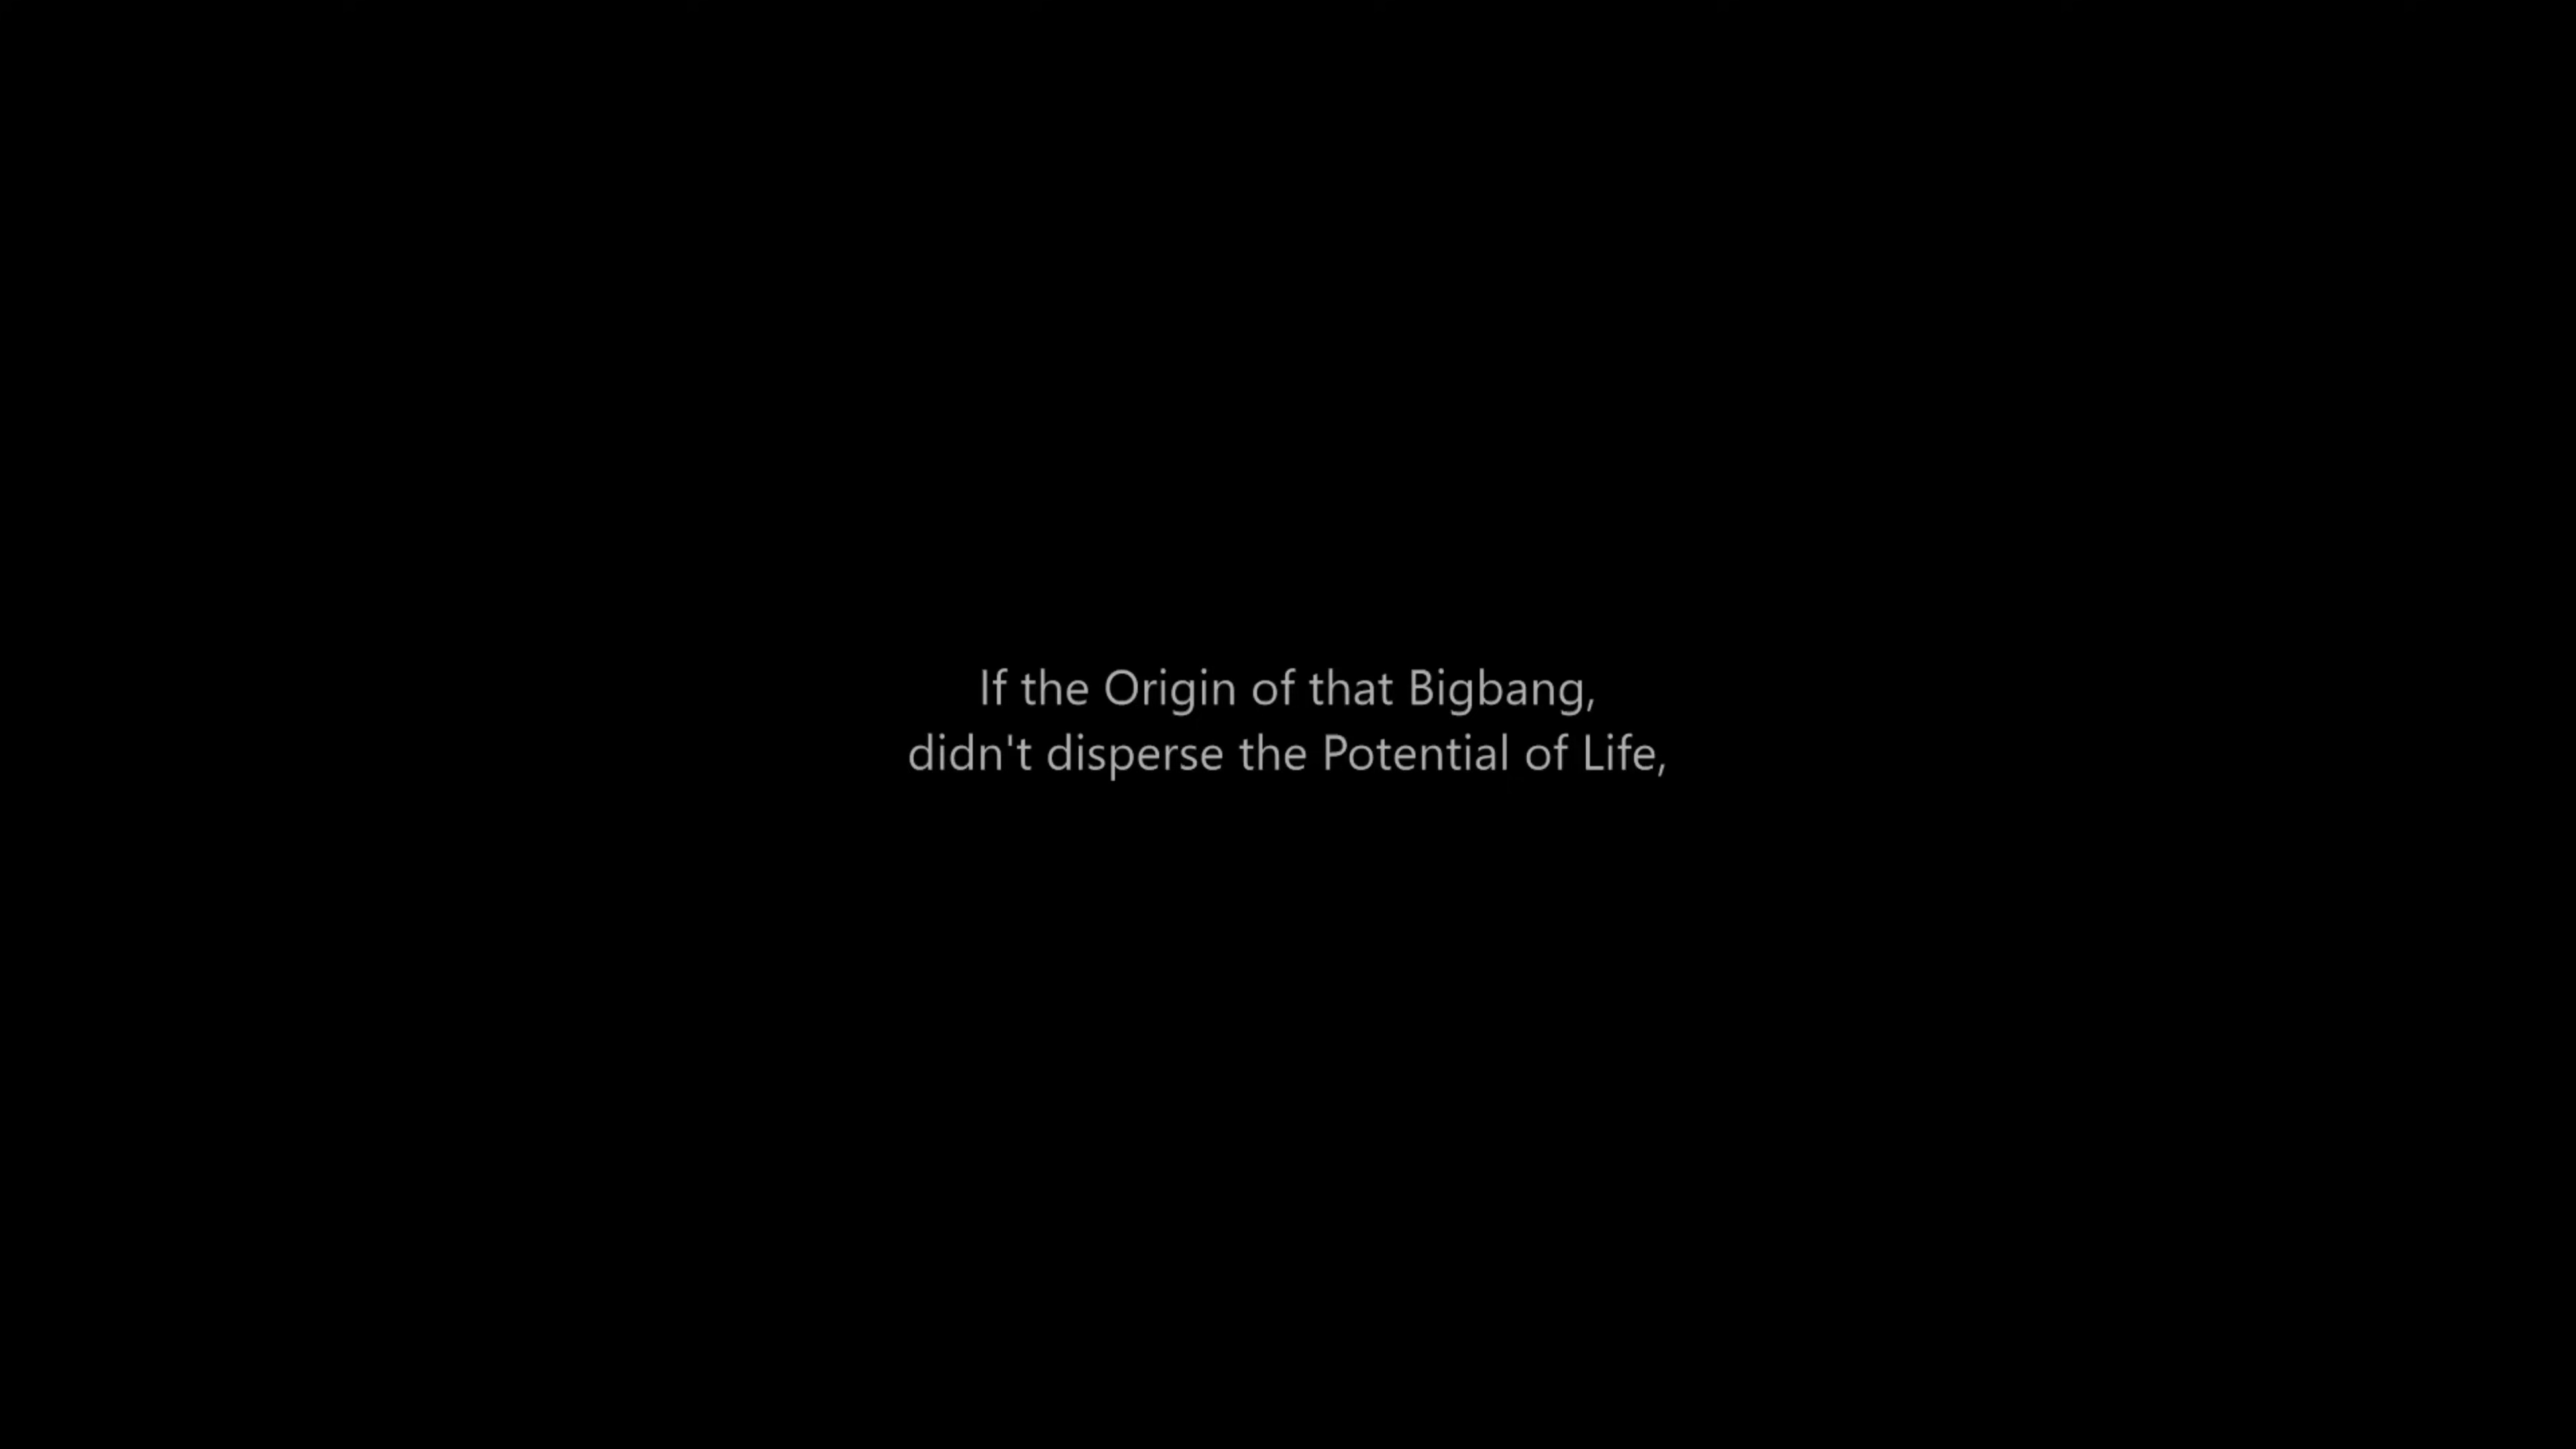 If the Origin of that Bigbang,
didn't disperse the Potential of Life,